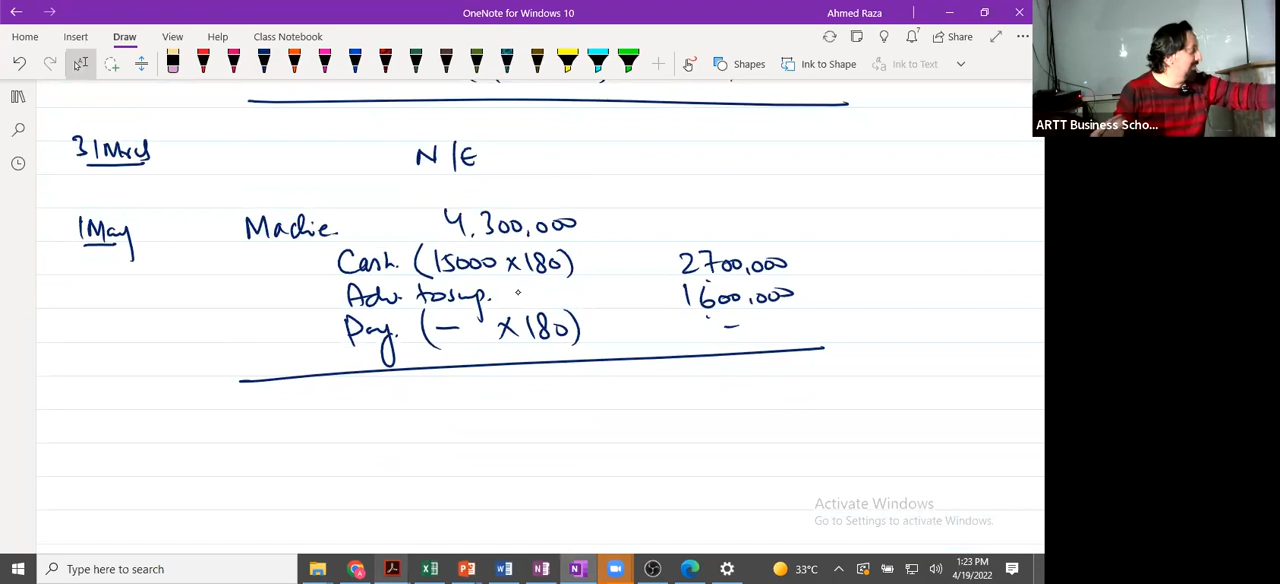 OneNote for Windows 10
Ahmed Raza
Home Insert Draw View Help Class Notebook
Share
Shapes Ink to Shape Ink to Text
ARTT Business Scho...
31 Mrch N/E
1 May Machie 4,300,000
Cash. (15000 × 180) 2700,000
Adv. to sup. 1600,000
Pay. (— × 180) —
Activate Windows
Go to Settings to activate Windows.
Type here to search
33°C
1:23 PM
4/19/2022